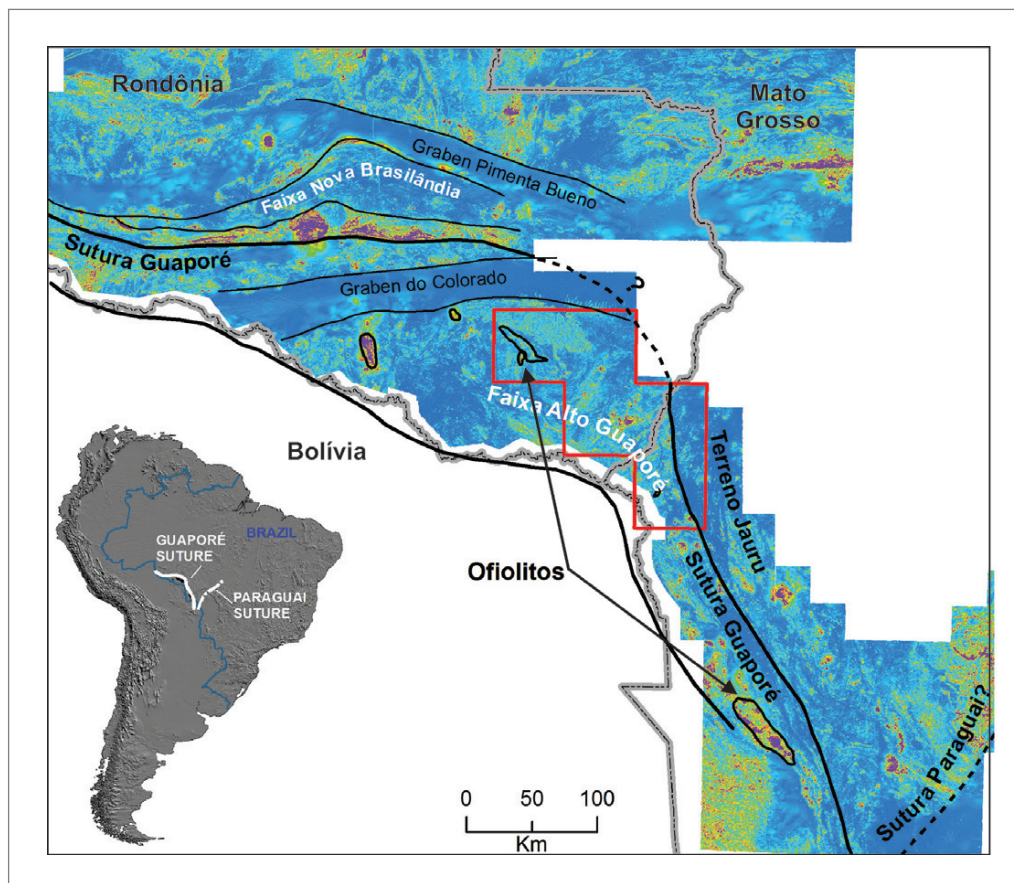 Rondônia
Mato
Grosso
Graben Pimenta Bueno
Faixa Nova Brasilândia
Sutura Guaporé
Graben do Colorado
?
Faixa Alto Guaporé
Bolívia
Terreno Jauru
Ofiolitos
Sutura Guaporé
Sutura Paraguai?
BRAZIL
GUAPORÉ
SUTURE
PARAGUAI
SUTURE
0 50 100
Km